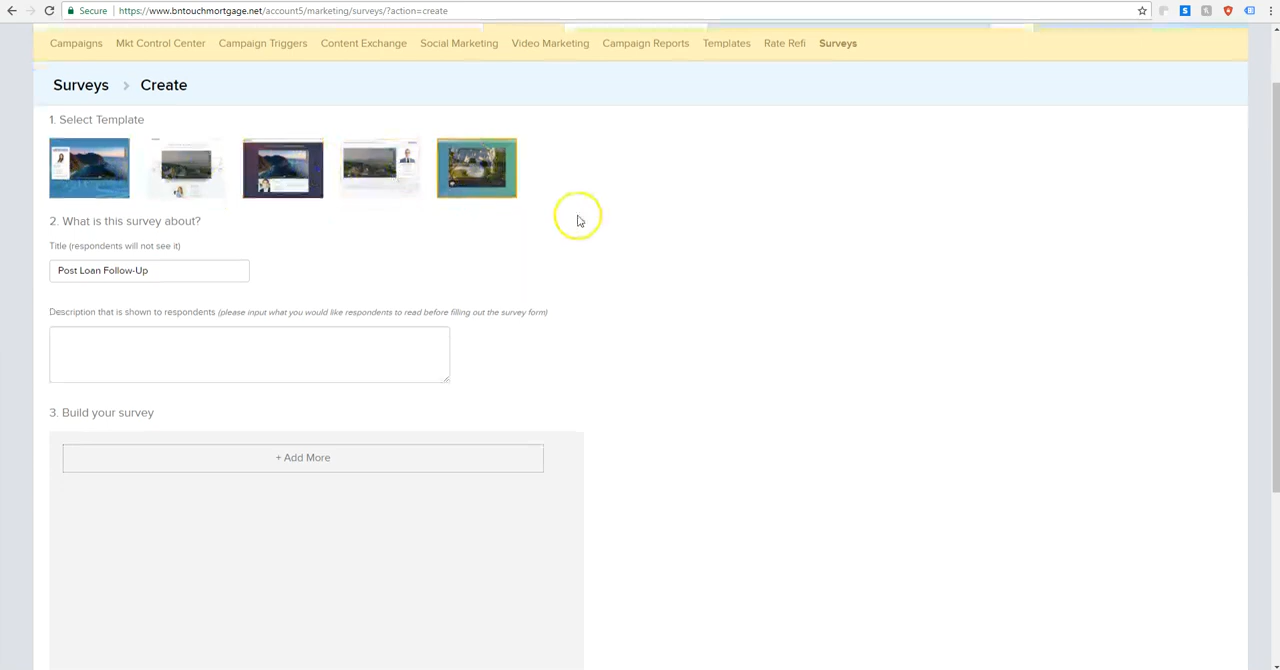 Secure
https://www.bntouchmortgage.net/account5/marketing/surveys/?action=create
Campaigns Mkt Control Center Campaign Triggers Content Exchange Social Marketing Video Marketing Campaign Reports Templates Rate Refi Surveys
Surveys > Create
1. Select Template
2. What is this survey about?
Title (respondents will not see it)
Post Loan Follow-Up
Description that is shown to respondents (please input what you would like respondents to read before filling out the survey form)
3. Build your survey
+ Add More